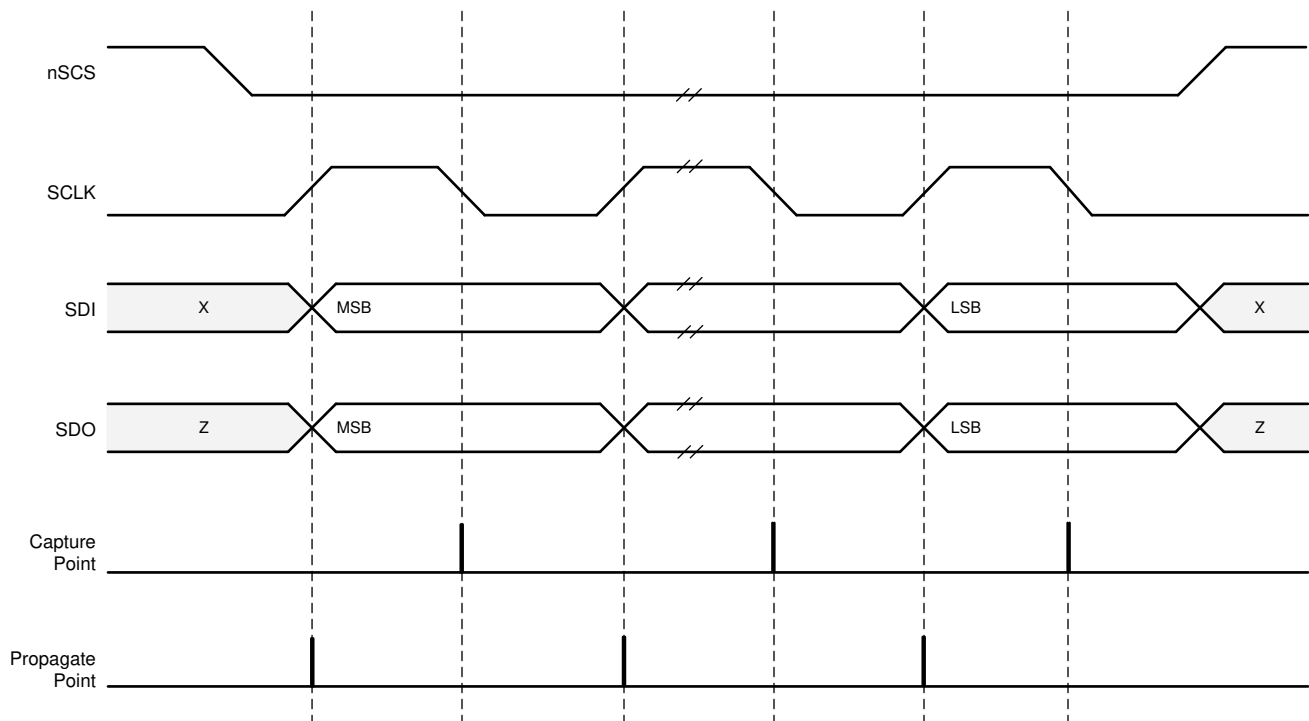 nSCS
SCLK
SDI
X
MSB
LSB
X
SDO
Z
MSB
LSB
Z
Capture
Point
Propagate
Point